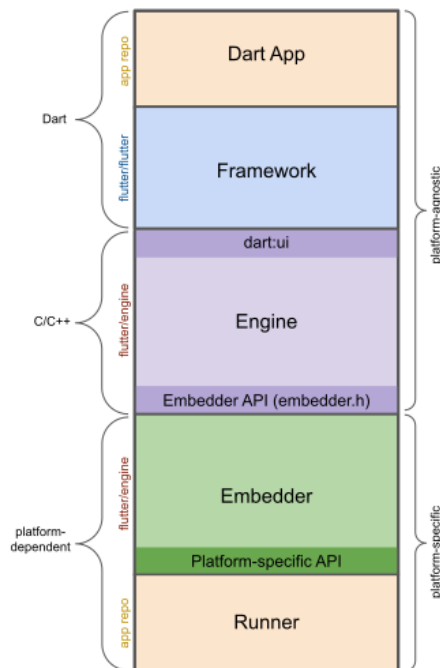 app repo
Dart App
Dart
flutter/flutter
Framework
platform-agnostic
dart:ui
C/C++
flutter/engine
Engine
Embedder API (embedder.h)
flutter/engine
Embedder
platform-
dependent
platform-specific
Platform-specific API
app repo
Runner